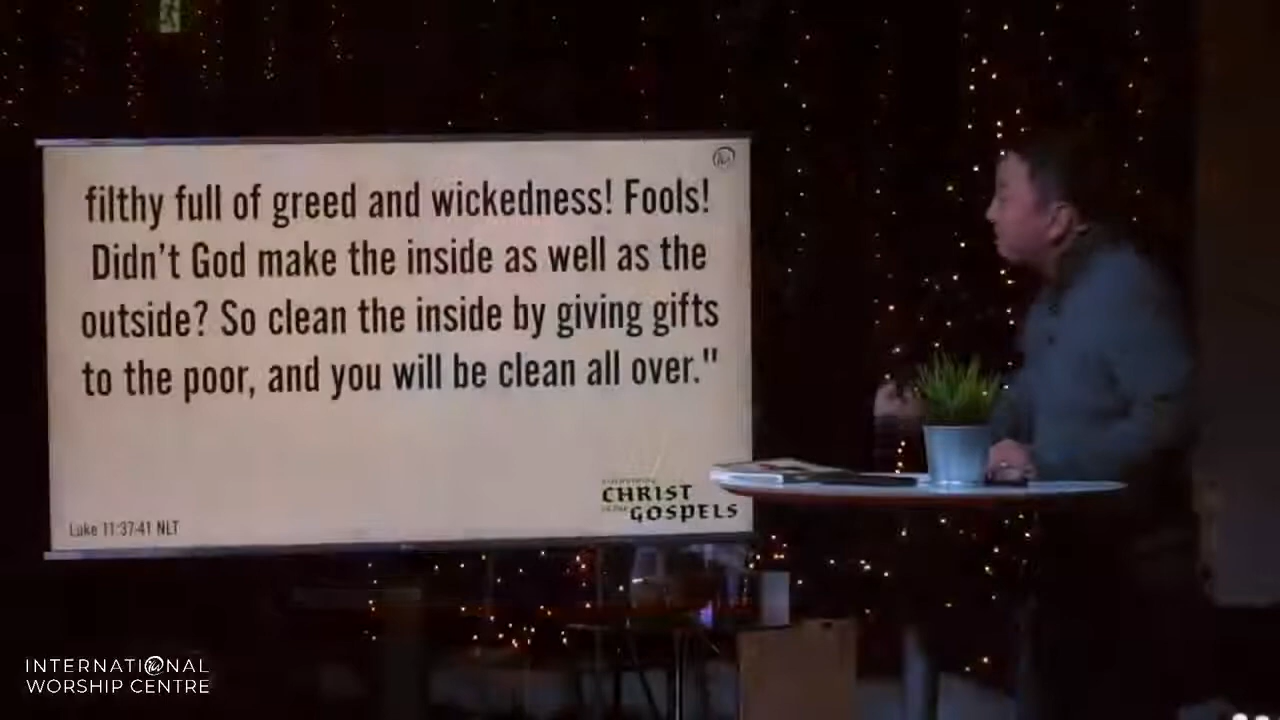 filthy full of greed and wickedness! Fools!
Didn't God make the inside as well as the
outside? So clean the inside by giving gifts
to the poor, and you will be clean all over."
CHRIST
GOSPELS
Luke 11:37-41 NLT
INTERNATIONAL
WORSHIP CENTRE